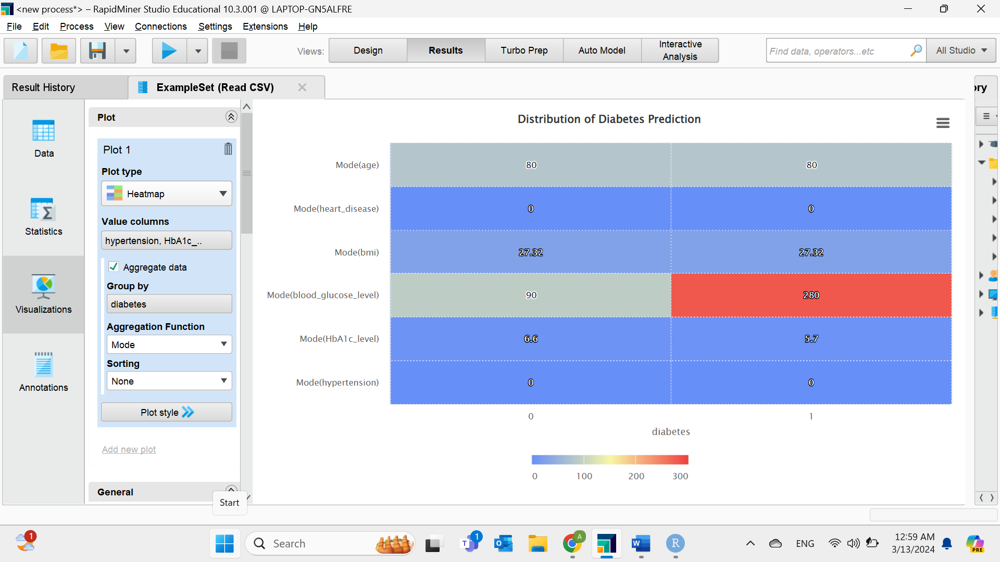 <new process*> – RapidMiner Studio Educational 10.3.001 @ LAPTOP-GN5ALFRE
File Edit Process View Connections Settings Extensions Help
Views: Design Results Turbo Prep Auto Model Interactive Analysis
Find data, operators...etc
All Studio
Result History
ExampleSet (Read CSV)
ory
Data
Statistics
Visualizations
Annotations
Plot
Plot 1
Plot type
Heatmap
Value columns
hypertension, HbA1c_..
Aggregate data
Group by
diabetes
Aggregation Function
Mode
Sorting
None
Plot style
Add new plot
General
Start
Distribution of Diabetes Prediction
Mode(age) 80 80
Mode(heart_disease) 0 0
Mode(bmi) 27.32 27.32
Mode(blood_glucose_level) 90 280
Mode(HbA1c_level) 6.6 5.7
Mode(hypertension) 0 0
0 1
diabetes
0 100 200 300
1
Search
1
A
ENG
12:59 AM
3/13/2024
PRE